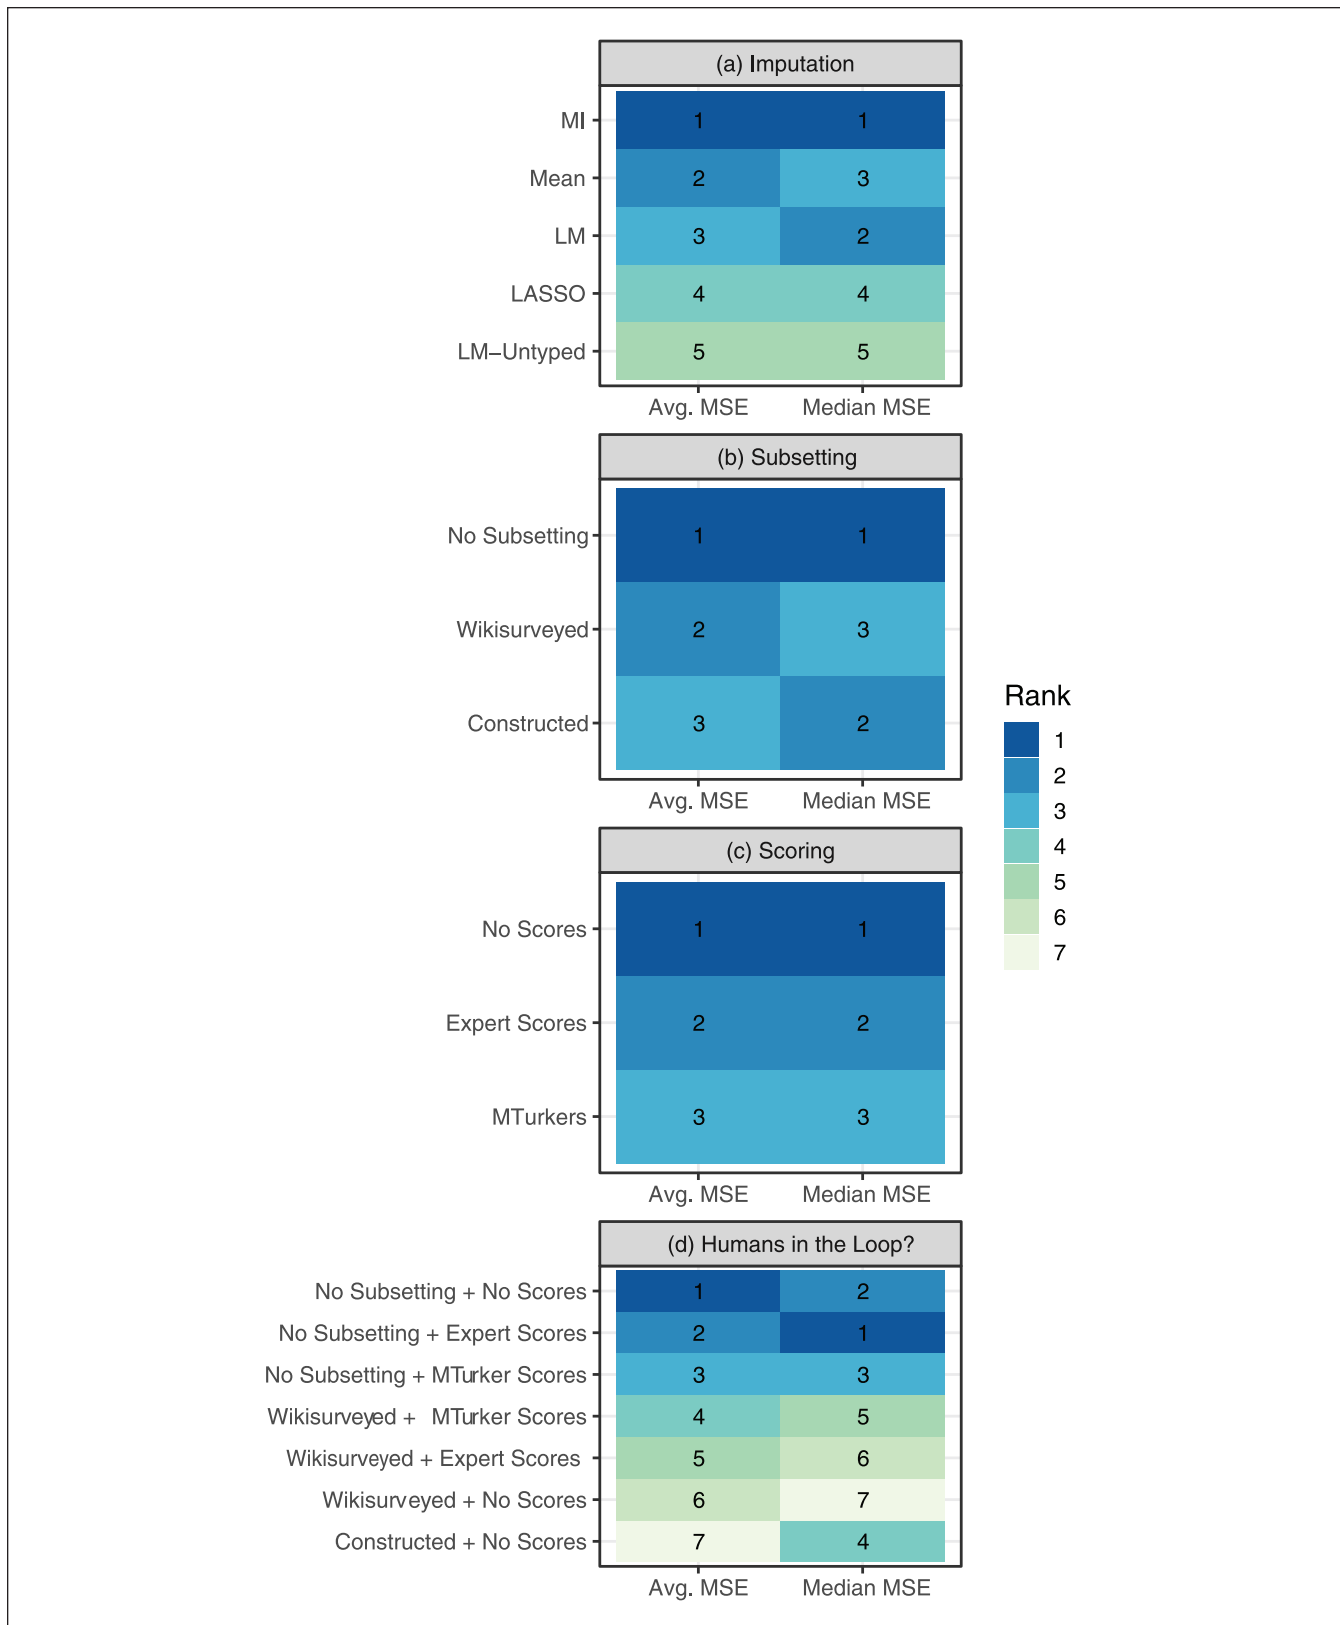 (a) Imputation
MI 1 1
Mean 2 3
LM 3 2
LASSO 4 4
LM−Untyped 5 5
Avg. MSE Median MSE
(b) Subsetting
No Subsetting 1 1
Wikisurveyed 2 3
Constructed 3 2
Avg. MSE Median MSE
(c) Scoring
No Scores 1 1
Expert Scores 2 2
MTurkers 3 3
Avg. MSE Median MSE
(d) Humans in the Loop?
No Subsetting + No Scores 1 2
No Subsetting + Expert Scores 2 1
No Subsetting + MTurker Scores 3 3
Wikisurveyed + MTurker Scores 4 5
Wikisurveyed + Expert Scores 5 6
Wikisurveyed + No Scores 6 7
Constructed + No Scores 7 4
Avg. MSE Median MSE
Rank
1
2
3
4
5
6
7